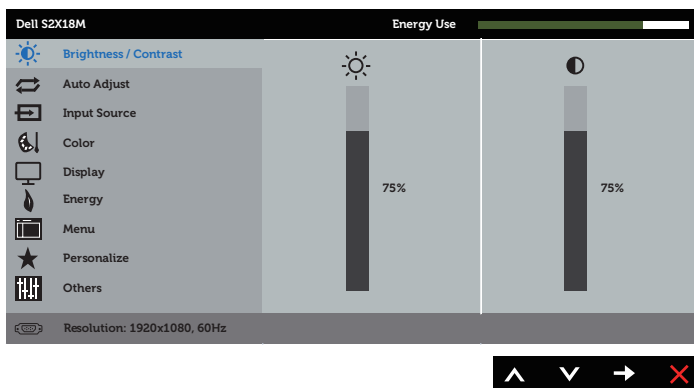 Dell S2X18M
Energy Use
Brightness / Contrast
Auto Adjust
Input Source
Color
Display
Energy
Menu
Personalize
Others
75%
75%
Resolution: 1920x1080, 60Hz